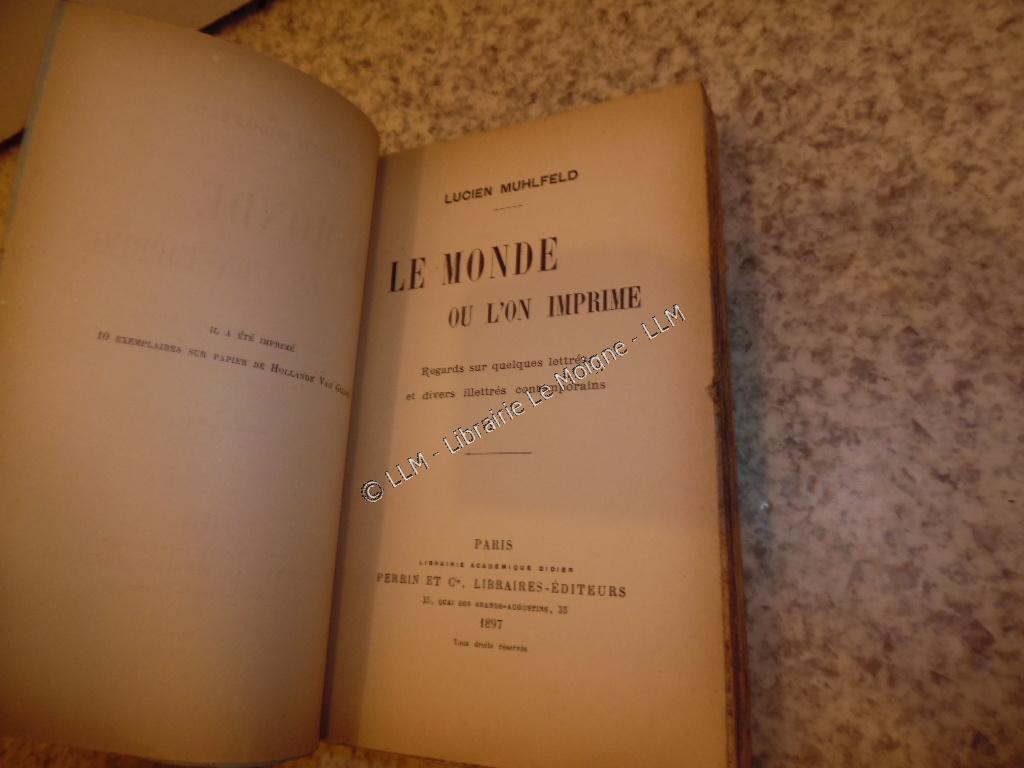 IL A ÉTÉ IMPRIMÉ
10 EXEMPLAIRES SUR PAPIER DE HOLLANDE VAN
LUCIEN MUHLFELD
LE MONDE
OU L'ON IMPRIME
Regards sur quelques lettrés
et divers illettrés contemporains
© LLM - Librairie Le Moigne - LLM
PARIS
LIBRAIRIE ACADÉMIQUE DIDIER
PERRIN ET Cie, LIBRAIRES-ÉDITEURS
35, QUAI DES GRANDS-AUGUSTINS, 35
1897
Tous droits réservés